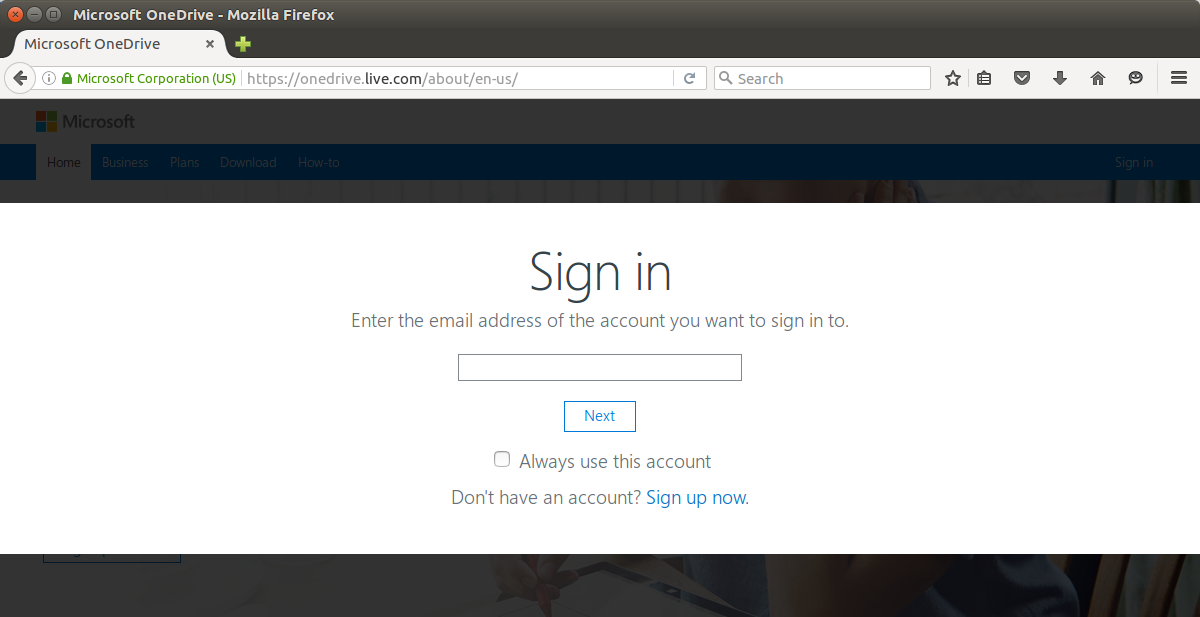 Microsoft OneDrive - Mozilla Firefox
Microsoft OneDrive
Microsoft Corporation (US) https://onedrive.live.com/about/en-us/ Search
Microsoft
Home Business Plans Download How-to Sign in
Sign in
Enter the email address of the account you want to sign in to.
Next
Always use this account
Don't have an account? Sign up now.